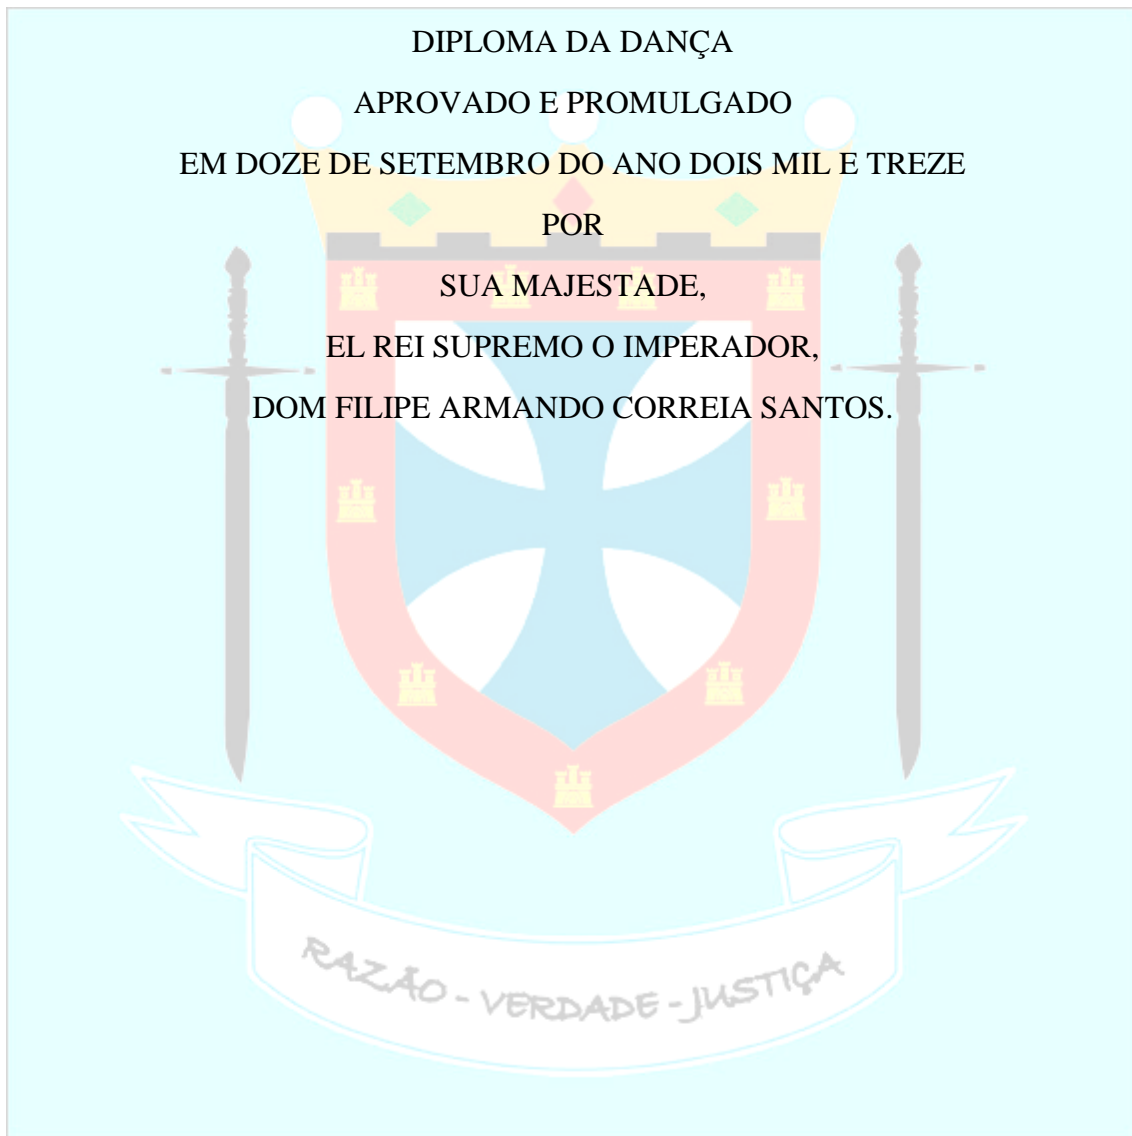 DIPLOMA DA DANÇA
APROVADO E PROMULGADO
EM DOZE DE SETEMBRO DO ANO DOIS MIL E TREZE
POR
SUA MAJESTADE,
EL REI SUPREMO O IMPERADOR,
DOM FILIPE ARMANDO CORREIA SANTOS.
RAZÃO - VERDADE - JUSTIÇA